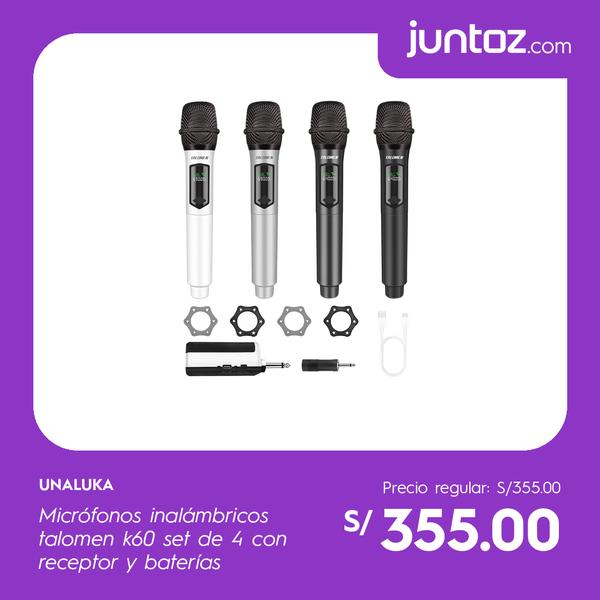 juntoz.com
UNALUKA
Micrófonos inalámbricos
talomen k60 set de 4 con
receptor y baterías
Precio regular: S/355.00
S/355.00